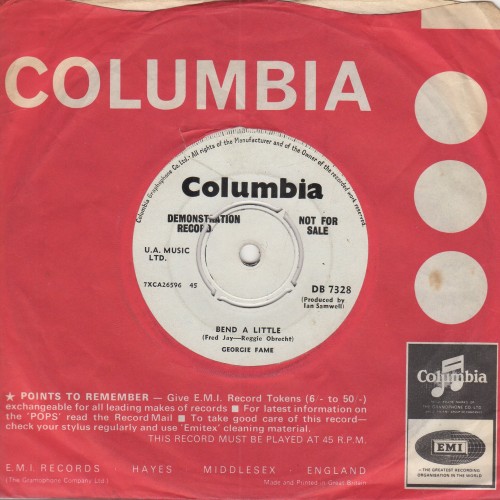 COLUMBIA
Columbia Graphophone Co. Ltd. All rights of the Manufacturer and of the Owner of the recorded work reserved.
Columbia
DEMONSTRATION
RECORD
NOT FOR
SALE
U.A. MUSIC
LTD.
7XCA26596 45
DB 7328
(Produced by
Ian Samwell)
BEND A LITTLE
(Fred Jay—Reggie Obrecht)
GEORGIE FAME
★ POINTS TO REMEMBER — Give E.M.I. Record Tokens (6/- to 50/-)
exchangeable for all leading makes of records ■ For latest information on
the 'POPS' read the Record Mail ■ To take good care of this record—
check your stylus regularly and use 'Emitex' cleaning material.
THIS RECORD MUST BE PLAYED AT 45 R.P.M.
E.M.I. RECORDS · HAYES MIDDLESEX ENGLAND
(The Gramophone Company Ltd.) Made and Printed in Great Britain
Columbia
EMI
THE GREATEST RECORDING
ORGANISATION IN THE WORLD